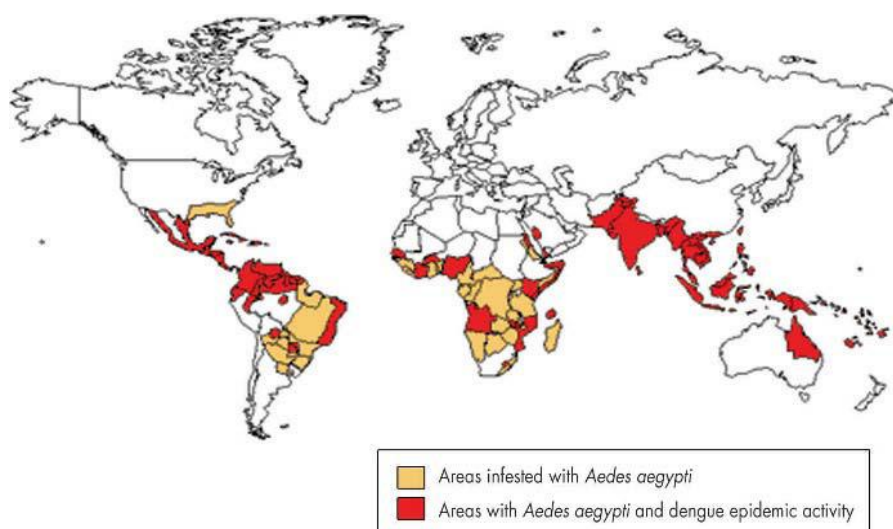 Areas infested with Aedes aegypti
Areas with Aedes aegypti and dengue epidemic activity